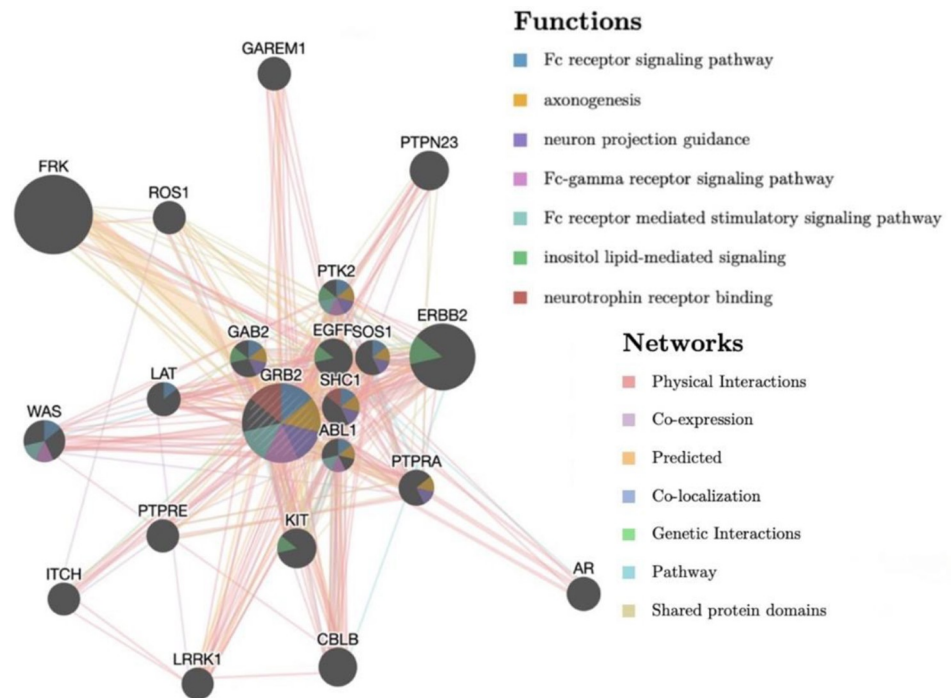 Functions
Fc receptor signaling pathway
axonogenesis
neuron projection guidance
Fc-gamma receptor signaling pathway
Fc receptor mediated stimulatory signaling pathway
inositol lipid-mediated signaling
neurotrophin receptor binding
Networks
Physical Interactions
Co-expression
Predicted
Co-localization
Genetic Interactions
Pathway
Shared protein domains
GAREM1
PTPN23
FRK
ROS1
PTK2
ERBB2
GAB2
EGFR
SOS1
GRB2
LAT
SHC1
WAS
ABL1
PTPRA
PTPRE
KIT
ITCH
AR
CBLB
LRRK1